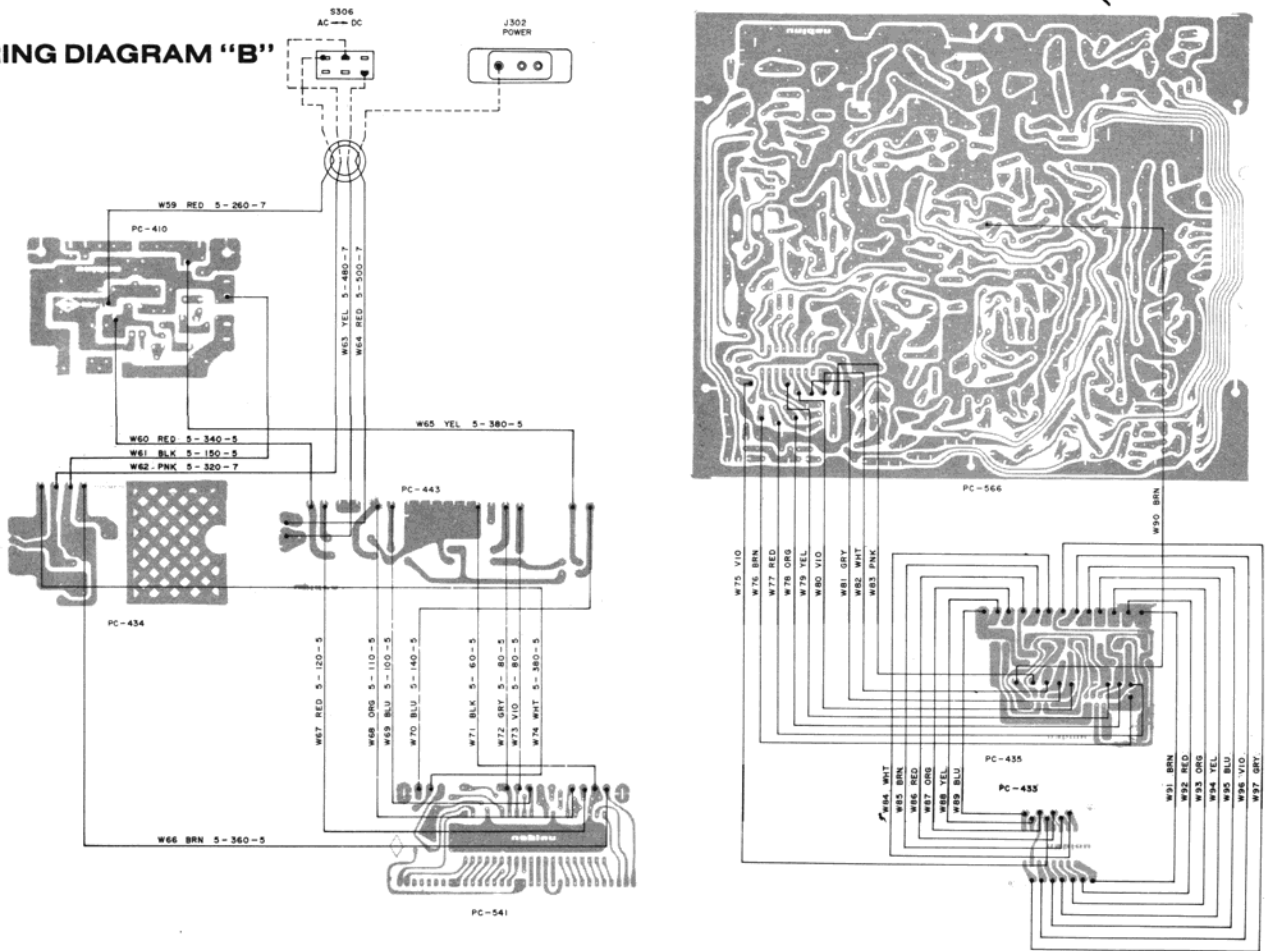 RING DIAGRAM “B”
S306
AC → DC
J302
POWER
W59 RED 5-260-7
PC-410
W63 YEL 5-480-7
W64 RED 5-500-7
W65 YEL 5-380-5
W60 RED 5-340-5
W61 BLK 5-150-5
W62 PNK 5-320-7
PC-443
PC-434
W67 RED 5-120-5
W68 ORG 5-110-5
W69 BLU 5-100-5
W70 BLU 5-140-5
W71 BLK 5-60-5
W72 GRY 5-80-5
W73 VIO 5-80-5
W74 WHT 5-380-5
W66 BRN 5-360-5
PC-541
PC-566
W75 VIO
W76 BRN
W77 RED
W78 ORG
W79 YEL
W80 VIO
W81 GRY
W82 WHT
W83 PNK
W90 BRN
PC-435
W84 WHT
W85 BRN
W86 RED
W87 ORG
W88 YEL
W89 BLU
PC-433
W91 BRN
W92 RED
W93 ORG
W94 YEL
W95 BLU
W96 VIO
W97 GRY